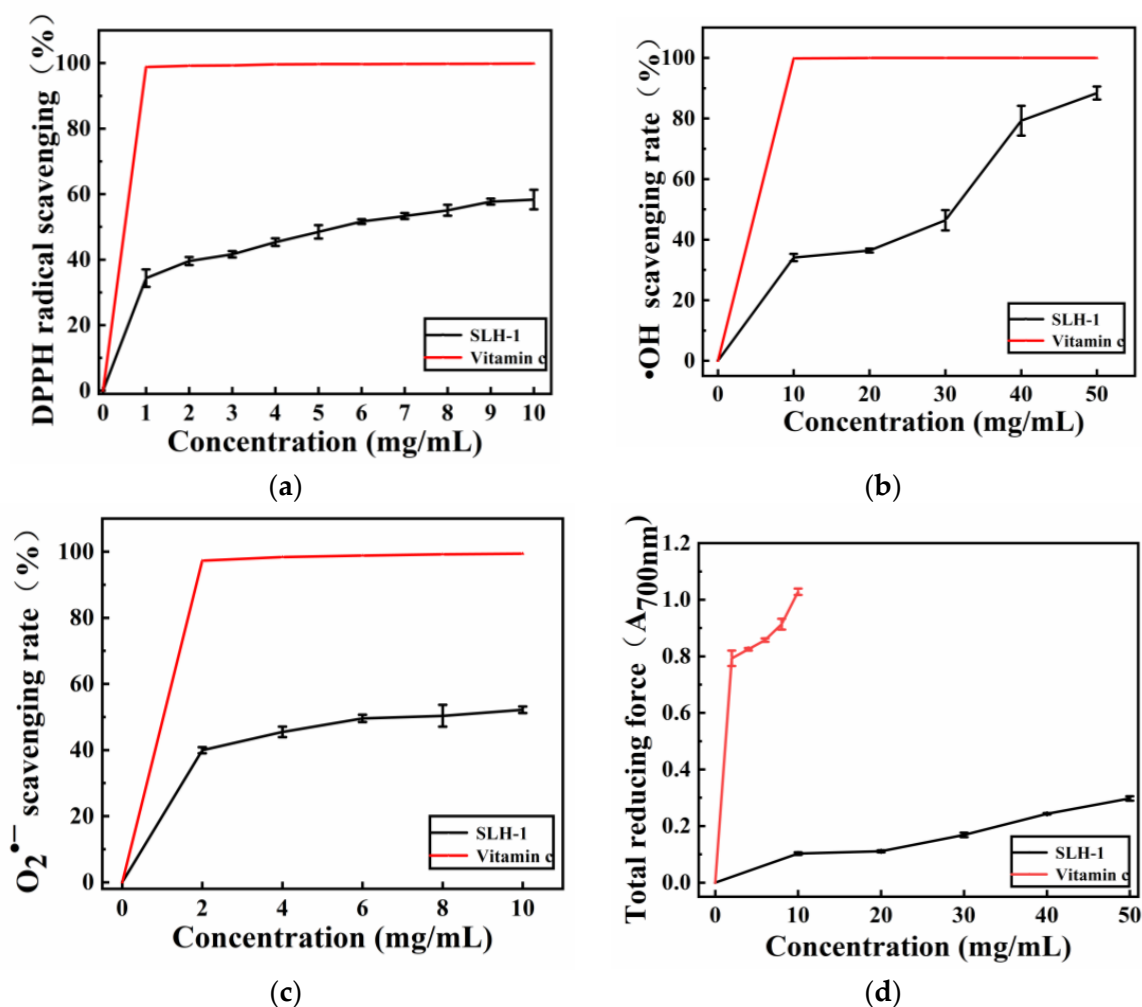 DPPH radical scavenging（%）
100
80
60
40
20
0
0 1 2 3 4 5 6 7 8 9 10
Concentration (mg/mL)
SLH-1
Vitamin c
(a)
•OH scavenging rate（%）
100
80
60
40
20
0
0 10 20 30 40 50
Concentration (mg/mL)
SLH-1
Vitamin c
(b)
O2•− scavenging rate（%）
100
80
60
40
20
0
0 2 4 6 8 10
Concentration (mg/mL)
SLH-1
Vitamin c
(c)
Total reducing force（A700nm)
1.2
1.0
0.8
0.6
0.4
0.2
0.0
0 10 20 30 40 50
Concentration (mg/mL)
SLH-1
Vitamin c
(d)